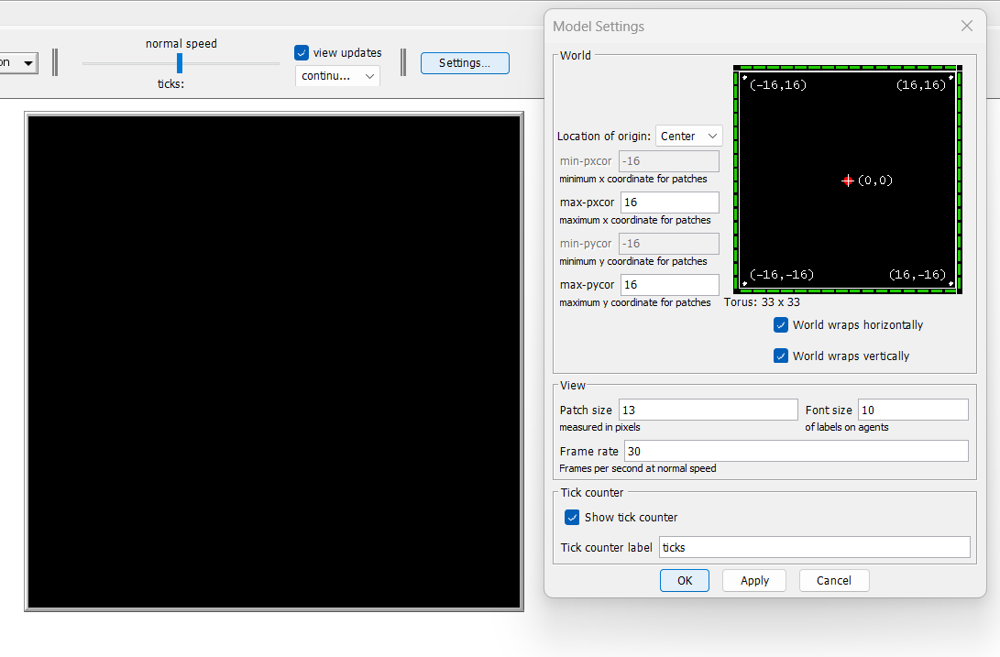 on
normal speed
ticks:
view updates
continu...
Settings...
Model Settings
World
Location of origin: Center
min-pxcor -16
minimum x coordinate for patches
max-pxcor 16
maximum x coordinate for patches
min-pycor -16
minimum y coordinate for patches
max-pycor 16
maximum y coordinate for patches
(-16,16) (16,16)
(0,0)
(-16,-16) (16,-16)
Torus: 33 x 33
World wraps horizontally
World wraps vertically
View
Patch size 13
measured in pixels
Font size 10
of labels on agents
Frame rate 30
Frames per second at normal speed
Tick counter
Show tick counter
Tick counter label ticks
OK Apply Cancel